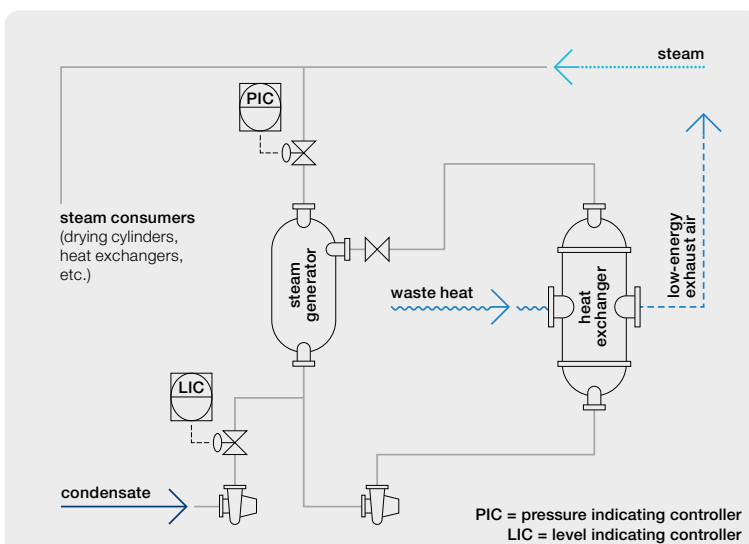 steam
PIC
steam consumers
(drying cylinders,
heat exchangers,
etc.)
steam
generator
waste heat
heat
exchanger
low-energy
exhaust air
LIC
condensate
PIC = pressure indicating controller
LIC = level indicating controller